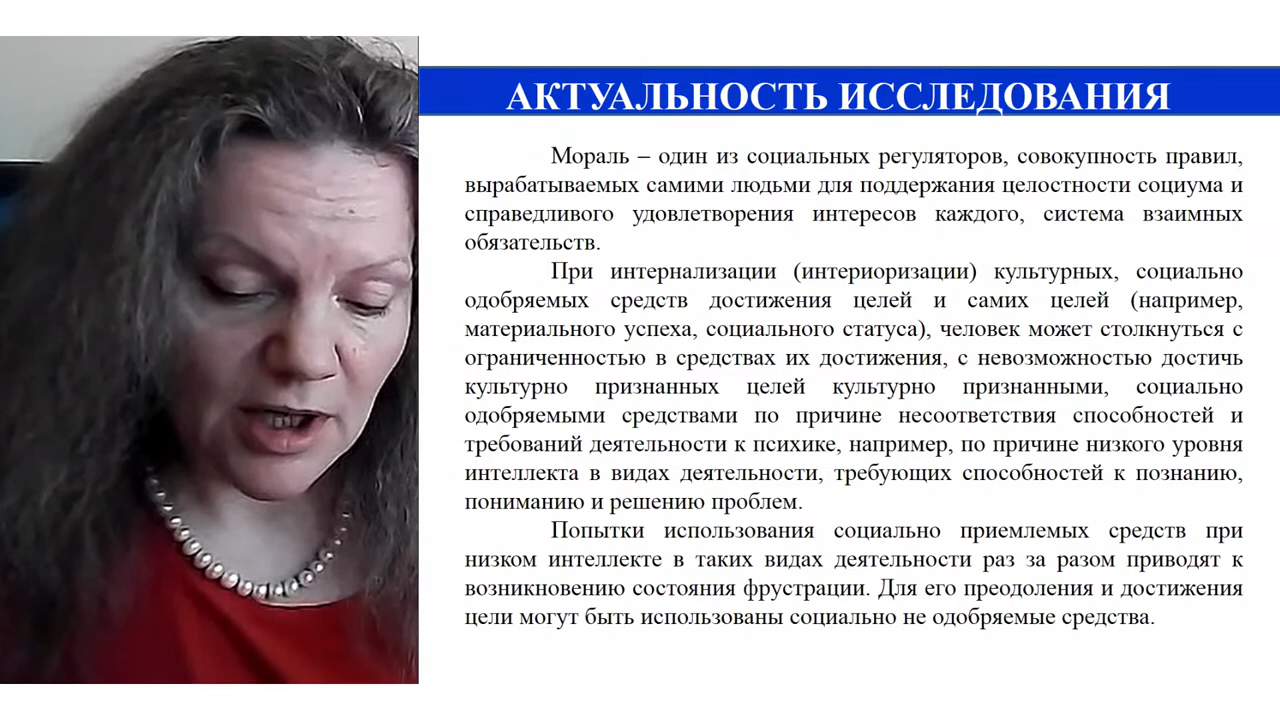 АКТУАЛЬНОСТЬ ИССЛЕДОВАНИЯ
Мораль – один из социальных регуляторов, совокупность правил,
вырабатываемых самими людьми для поддержания целостности социума и
справедливого удовлетворения интересов каждого, система взаимных
обязательств.
При интернализации (интериоризации) культурных, социально
одобряемых средств достижения целей и самих целей (например,
материального успеха, социального статуса), человек может столкнуться с
ограниченностью в средствах их достижения, с невозможностью достичь
культурно признанных целей культурно признанными, социально
одобряемыми средствами по причине несоответствия способностей и
требований деятельности к психике, например, по причине низкого уровня
интеллекта в видах деятельности, требующих способностей к познанию,
пониманию и решению проблем.
Попытки использования социально приемлемых средств при
низком интеллекте в таких видах деятельности раз за разом приводят к
возникновению состояния фрустрации. Для его преодоления и достижения
цели могут быть использованы социально не одобряемые средства.